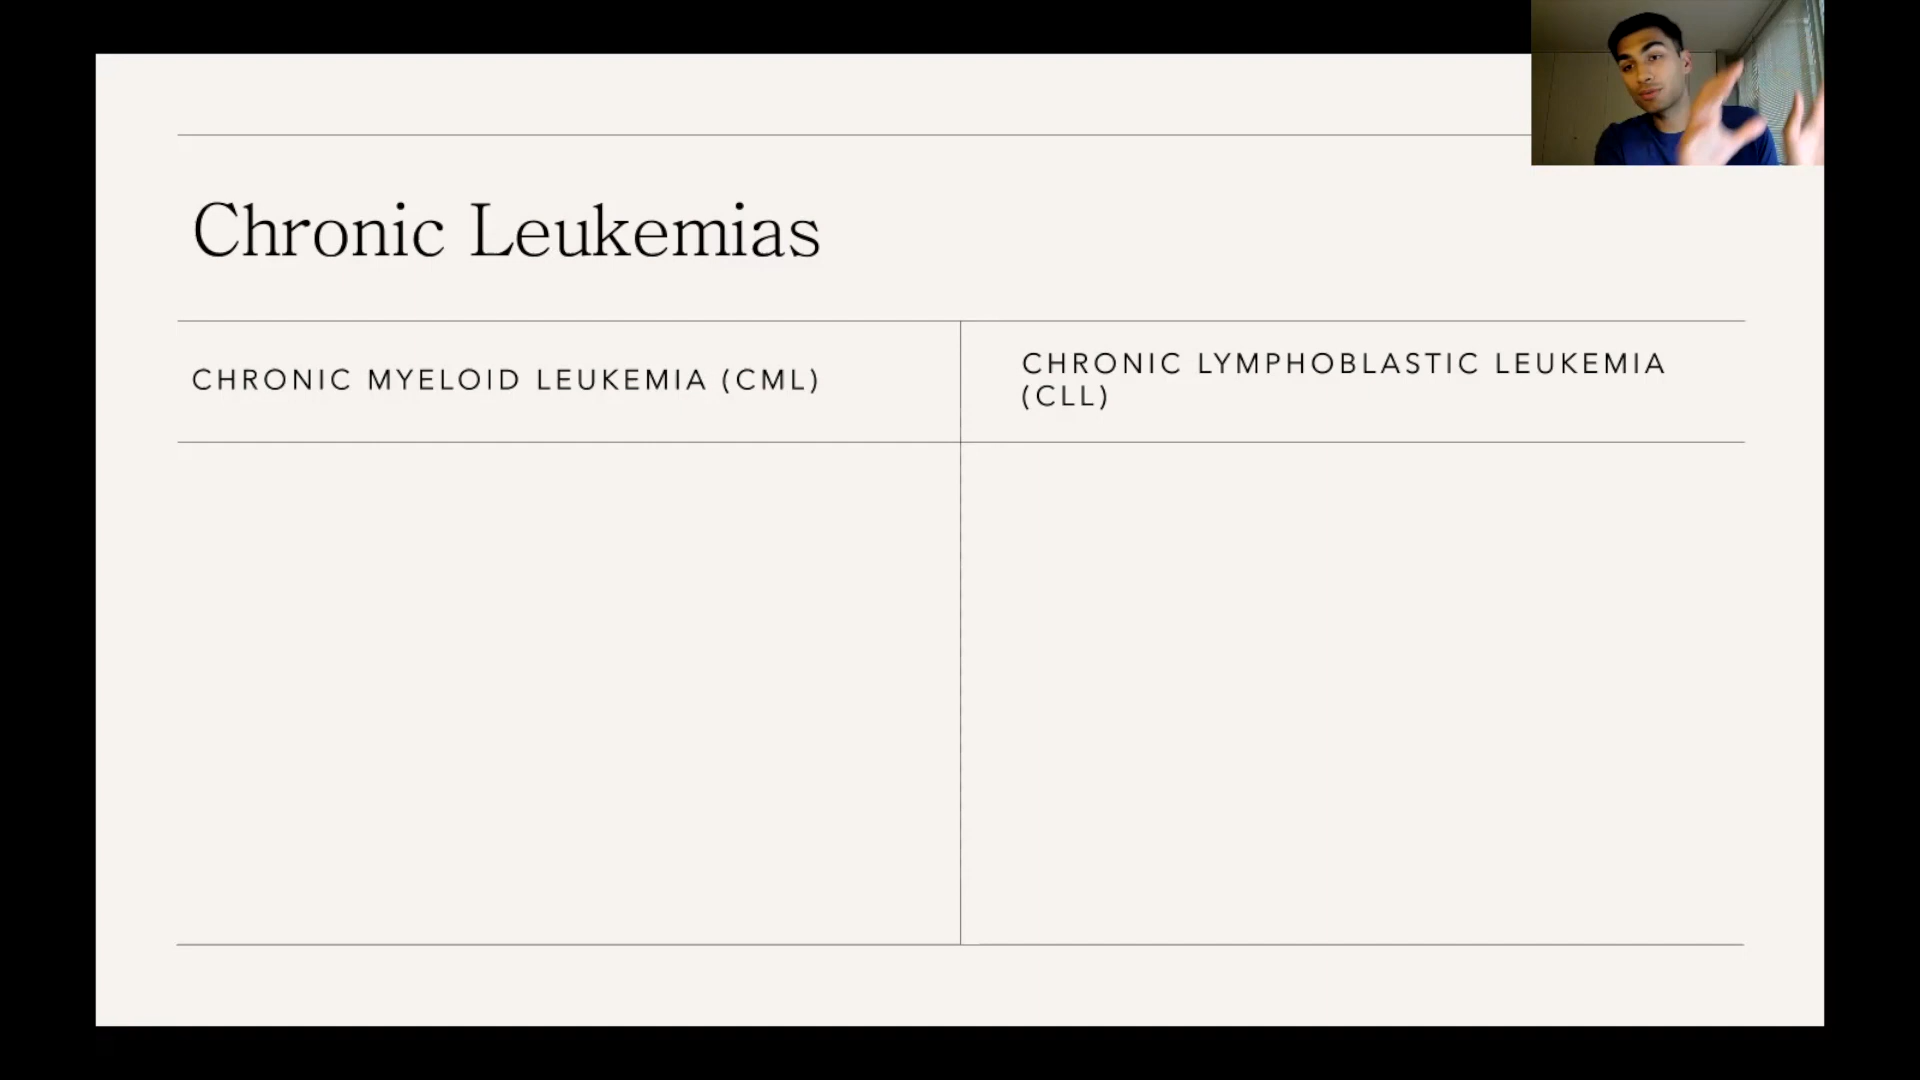 Chronic Leukemias
CHRONIC MYELOID LEUKEMIA (CML)
CHRONIC LYMPHOBLASTIC LEUKEMIA
(CLL)